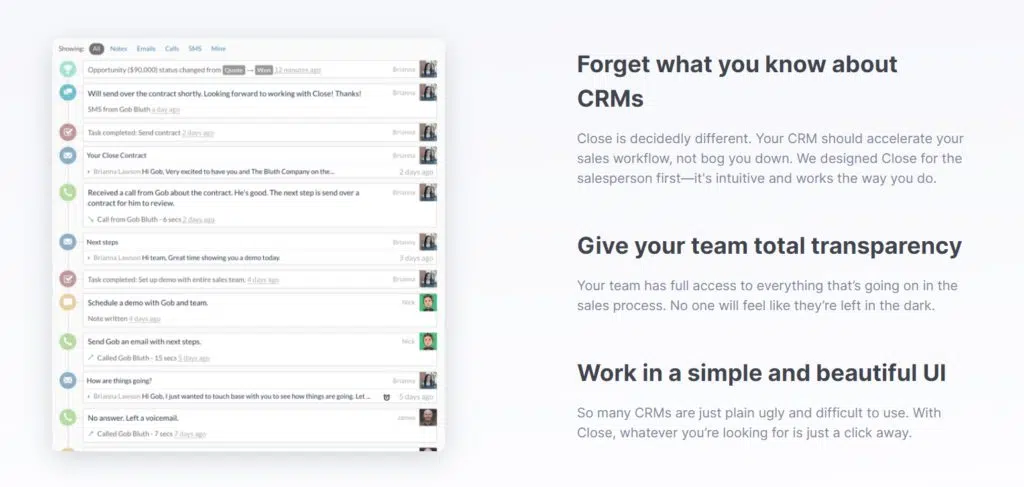 Showing: All Notes Emails Calls SMS Mine
Opportunity ($90,000) status changed from Quote → Won 12 minutes ago Brianna
Will send over the contract shortly. Looking forward to working with Close! Thanks! Brianna
SMS from Gob Bluth a day ago
Task completed: Send contract 2 days ago Brianna
Your Close Contract Brianna
Brianna Lawson Hi Gob, Very excited to have you and The Bluth Company on the... 2 days ago
Received a call from Gob about the contract. He's good. The next step is send over a Brianna
contract for him to review.
Call from Gob Bluth - 6 secs 2 days ago
Next steps Brianna
Brianna Lawson Hi team, Great time showing you a demo today. 3 days ago
Task completed: Set up demo with entire sales team. 4 days ago Brianna
Schedule a demo with Gob and team. Nick
Note written 4 days ago
Send Gob an email with next steps. Nick
Called Gob Bluth - 15 secs 5 days ago
How are things going? Brianna
Brianna Lawson Hi Gob, I just wanted to touch base with you to see how things are going. Let ... 5 days ago
No answer. Left a voicemail. James
Called Gob Bluth - 7 secs 7 days ago
Forget what you know about
CRMs
Close is decidedly different. Your CRM should accelerate your
sales workflow, not bog you down. We designed Close for the
salesperson first—it's intuitive and works the way you do.
Give your team total transparency
Your team has full access to everything that's going on in the
sales process. No one will feel like they're left in the dark.
Work in a simple and beautiful UI
So many CRMs are just plain ugly and difficult to use. With
Close, whatever you're looking for is just a click away.